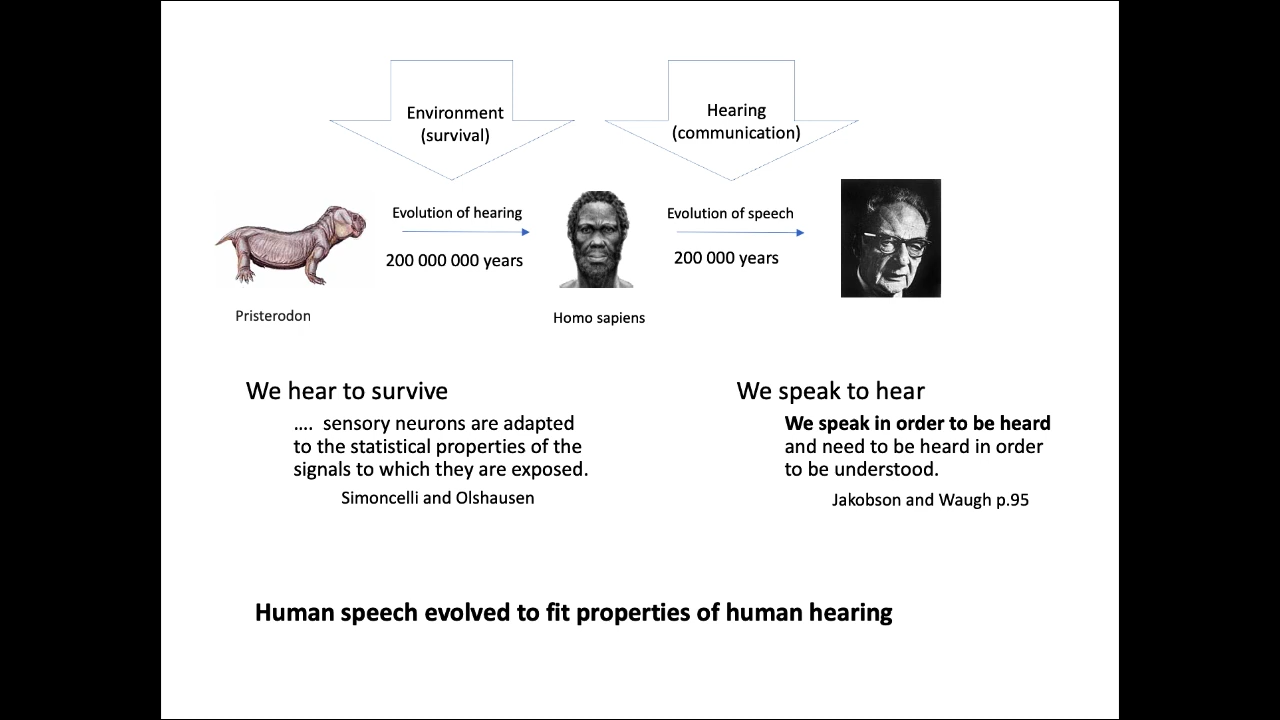 Environment
(survival)
Hearing
(communication)
Evolution of hearing
200 000 000 years
Evolution of speech
200 000 years
Pristerodon
Homo sapiens
We hear to survive
.... sensory neurons are adapted
to the statistical properties of the
signals to which they are exposed.
Simoncelli and Olshausen
We speak to hear
We speak in order to be heard
and need to be heard in order
to be understood.
Jakobson and Waugh p.95
Human speech evolved to fit properties of human hearing